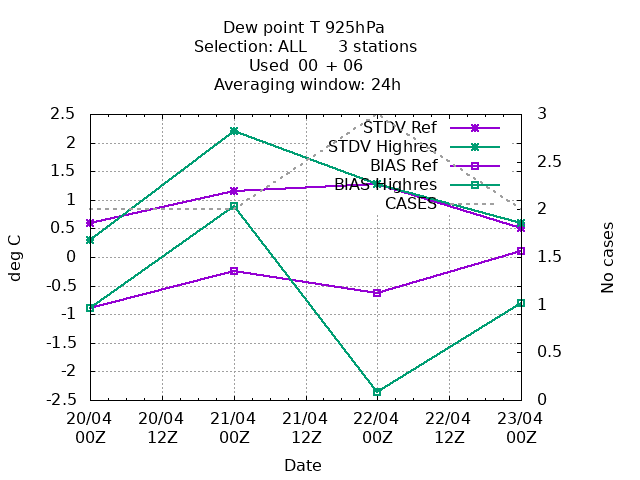 Dew point T 925hPa
Selection: ALL      3 stations
Used  00  + 06
Averaging window: 24h
STDV Ref
STDV Highres
BIAS Ref
BIAS Highres
CASES
2.5
2
1.5
1
0.5
0
-0.5
-1
-1.5
-2
-2.5
deg C
3
2.5
2
1.5
1
0.5
0
No cases
20/04 20/04 21/04 21/04 22/04 22/04 23/04
00Z 12Z 00Z 12Z 00Z 12Z 00Z
Date